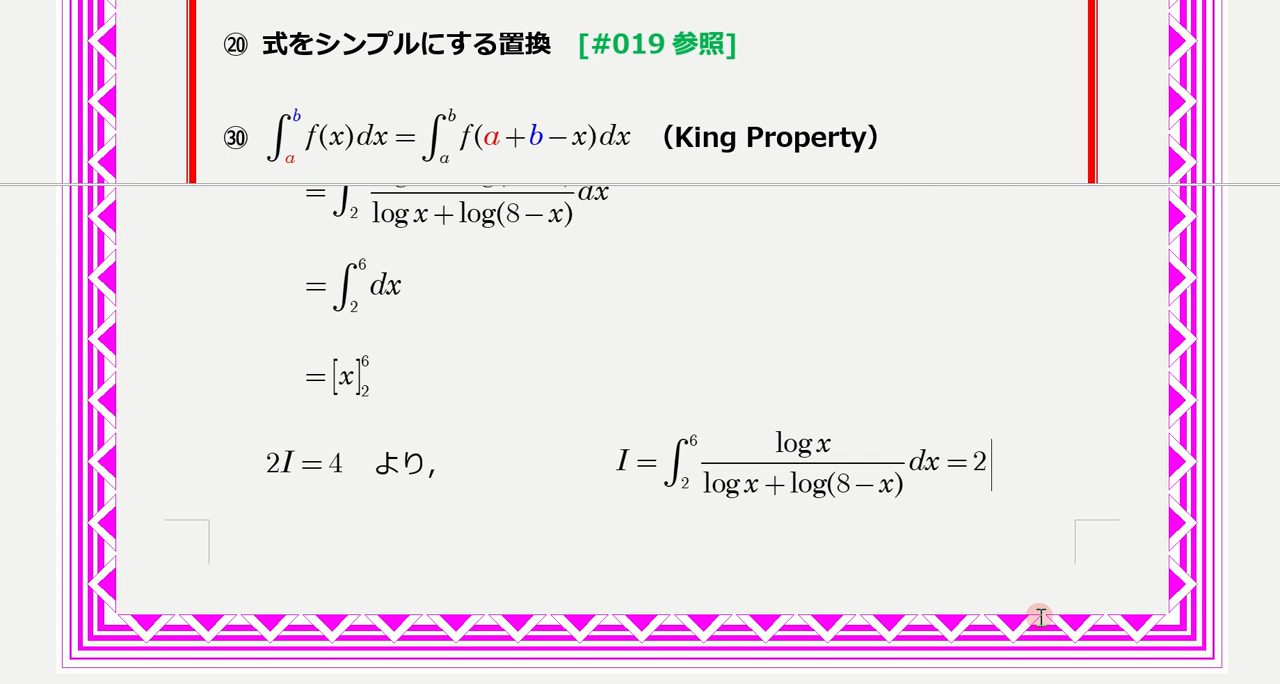 ⑳ 式をシンプルにする置換 [#019 参照]
㉚ ∫_a^b f(x)dx = ∫_a^b f(a+b−x)dx （King Property）
= ∫_2 ―/(log x + log(8−x)) dx
= ∫_2^6 dx
= [x]_2^6
2I = 4 より, I = ∫_2^6 (log x)/(log x + log(8−x)) dx = 2